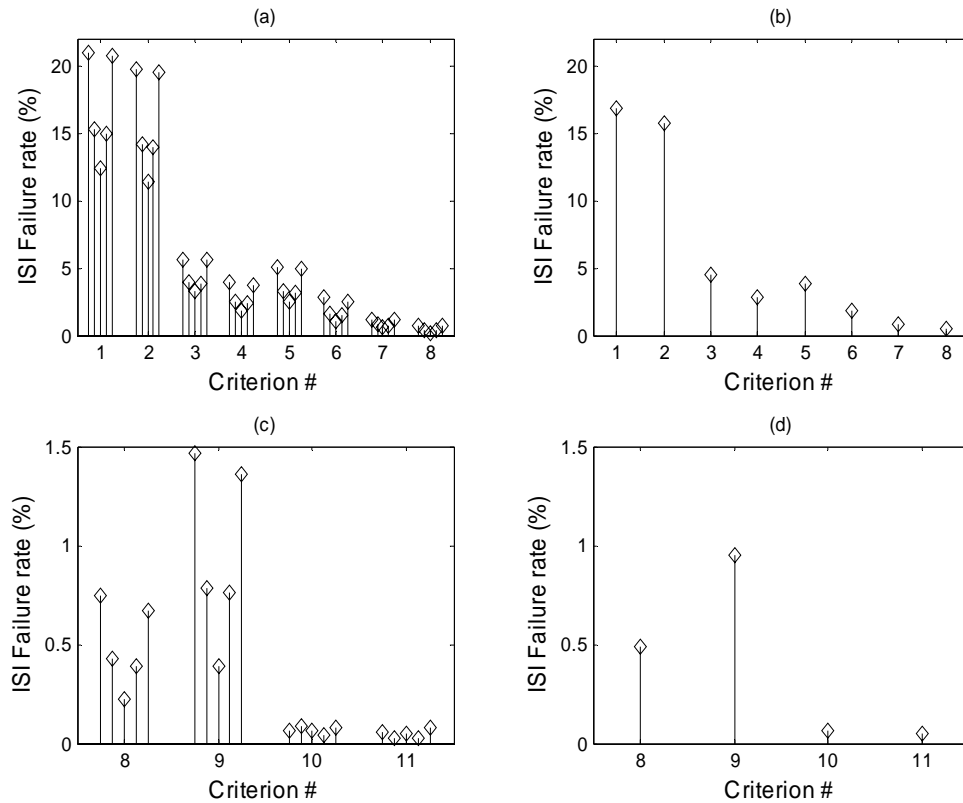 (a)
ISI Failure rate (%)
20
15
10
5
0
1 2 3 4 5 6 7 8
Criterion #
(b)
ISI Failure rate (%)
20
15
10
5
0
1 2 3 4 5 6 7 8
Criterion #
(c)
ISI Failure rate (%)
1.5
1
0.5
0
8 9 10 11
Criterion #
(d)
ISI Failure rate (%)
1.5
1
0.5
0
8 9 10 11
Criterion #